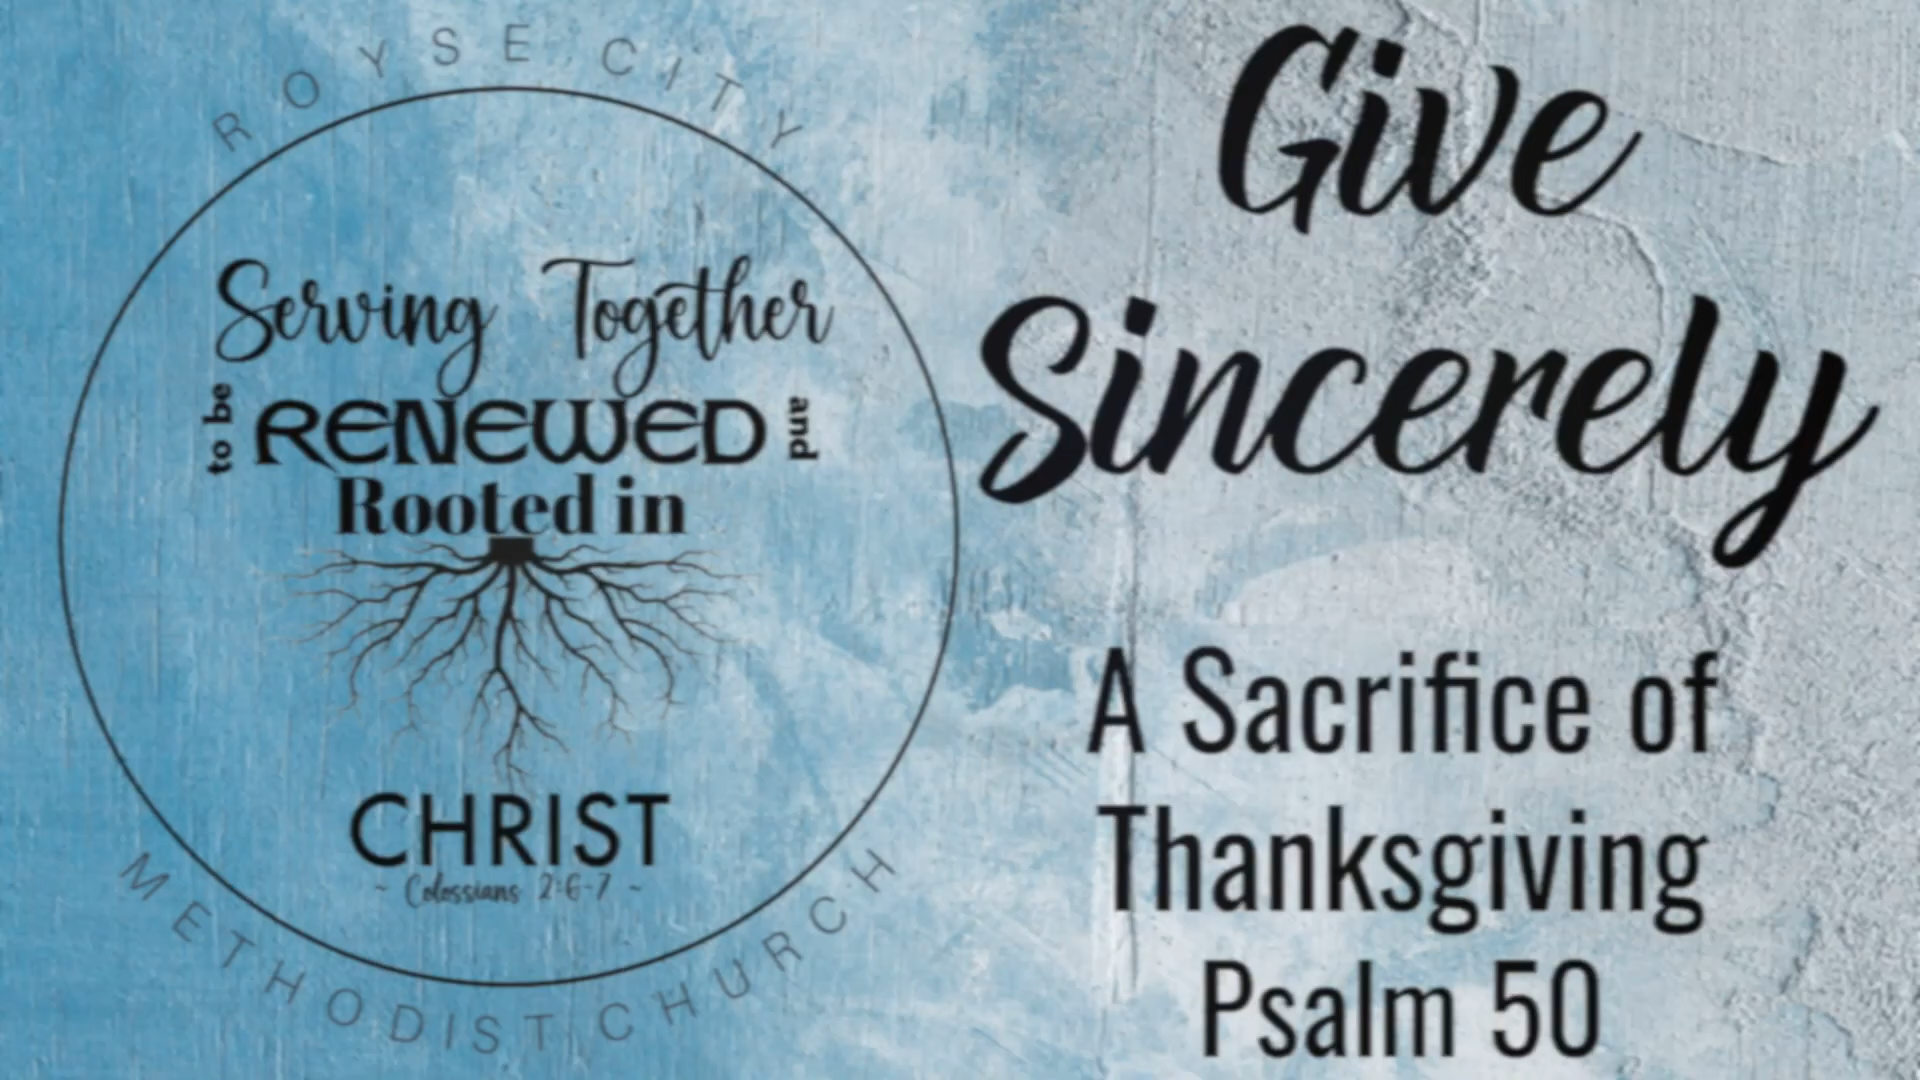 ROYSE CITY
Serving Together
to be RENEWED and
Rooted in
CHRIST
~ Colossians 2:6-7 ~
METHODIST CHURCH
Give
Sincerely
A Sacrifice of
Thanksgiving
Psalm 50